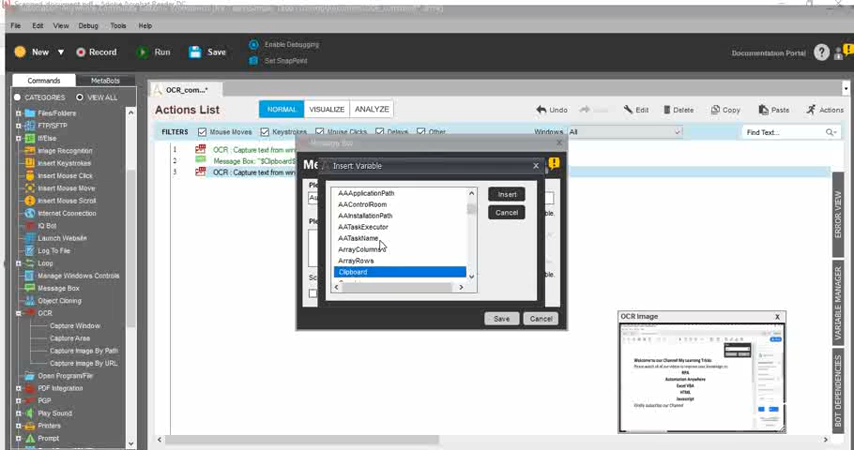 File Edit View Debug Tools Help
New Record Run Save
Enable Debugging
Set SnapPoint
Documentation Portal
Commands MetaBots
CATEGORIES VIEW ALL
Files/Folders
FTP/SFTP
If/Else
Image Recognition
Insert Keystrokes
Insert Mouse Click
Insert Mouse Move
Insert Mouse Scroll
Internet Connection
IQ Bot
Launch Website
Log To File
Loop
Manage Windows Controls
Message Box
Object Cloning
OCR
Capture Window
Capture Area
Capture Image By Path
Capture Image By URL
Open Program/File
PDF Integration
PGP
Play Sound
Printers
Prompt
OCR_com...*
Actions List
NORMAL VISUALIZE ANALYZE
Undo Edit Delete Copy Paste Actions
FILTERS Mouse Moves Keystrokes Mouse Clicks Delays Other Windows All Find Text...
1 OCR : Capture text from win
2 Message Box: "$Clipboard$
3 OCR : Capture text from win
Insert Variable
AAApplicationPath
AAControlRoom
AAInstallationPath
AATaskExecutor
AATaskName
ArrayColumns
ArrayRows
Clipboard
Insert
Cancel
Save Cancel
OCR Image X
Welcome to our Channel My Learning Tricks
RPA
Automation Anywhere
Excel VBA
HTML
Javascript
Kindly subscribe our Channel
ERROR VIEW
VARIABLE MANAGER
BOT DEPENDENCIES